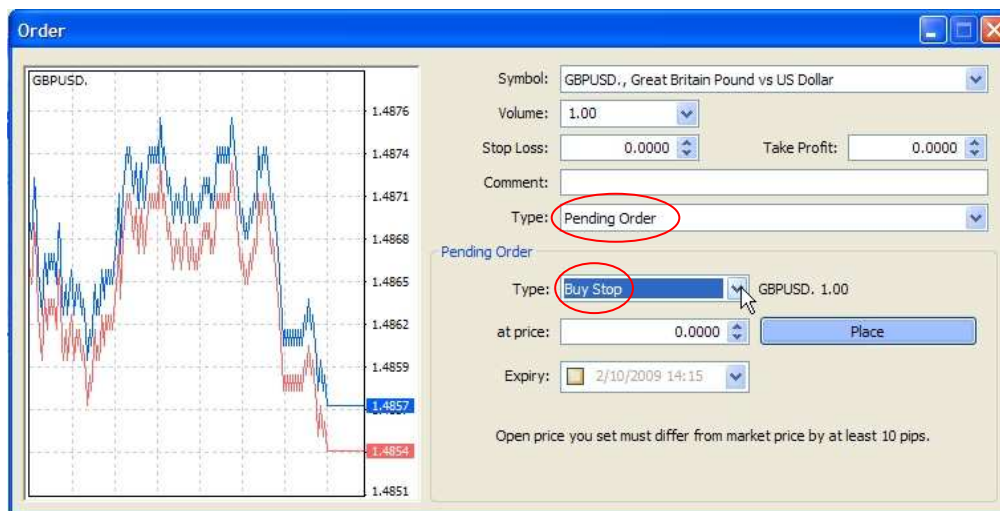 Order
GBPUSD.
1.4876
1.4874
1.4871
1.4868
1.4865
1.4862
1.4859
1.4857
1.4854
1.4851
Symbol: GBPUSD., Great Britain Pound vs US Dollar
Volume: 1.00
Stop Loss: 0.0000 Take Profit: 0.0000
Comment:
Type: Pending Order
Pending Order
Type: Buy Stop GBPUSD. 1.00
at price: 0.0000 Place
Expiry: 2/10/2009 14:15
Open price you set must differ from market price by at least 10 pips.